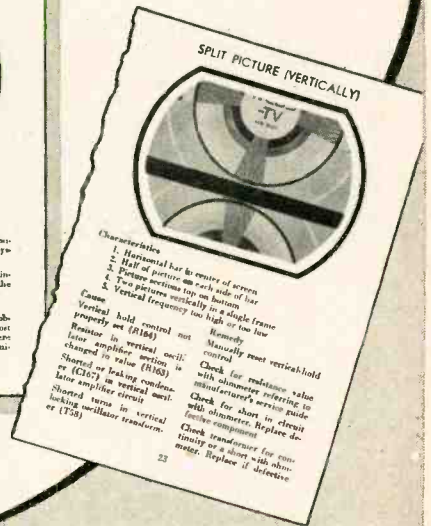 SPLIT PICTURE (VERTICALLY)
-TV
Characteristics
1. Horizontal bar in center of screen
2. Half of picture on each side of bar
3. Picture sections top on bottom
4. Two pictures vertically in a single frame
5. Vertical frequency too high or too low
Cause
Vertical hold control not
properly set (R164)
Resistor in vertical oscil-
lator amplifier section is
changed in value (R163)
Shorted or leaking condens-
er (C167) in vertical oscil-
lator amplifier circuit
Shorted turns in vertical
locking oscillator transform-
er (T58)
Remedy
Manually reset vertical hold
control
Check for resistance value
with ohmmeter referring to
manufacturer's service guide
Check for short in circuit
with ohmmeter. Replace de-
fective component
Check transformer for con-
tinuity or a short with ohm-
meter. Replace if defective
23